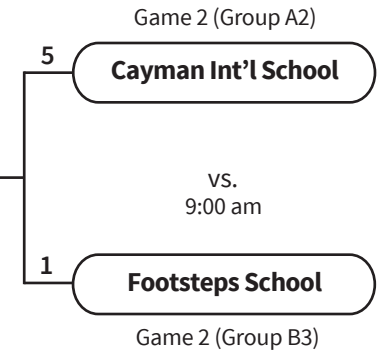 Game 2 (Group A2)
5
Cayman Int’l School
vs.
9:00 am
1
Footsteps School
Game 2 (Group B3)